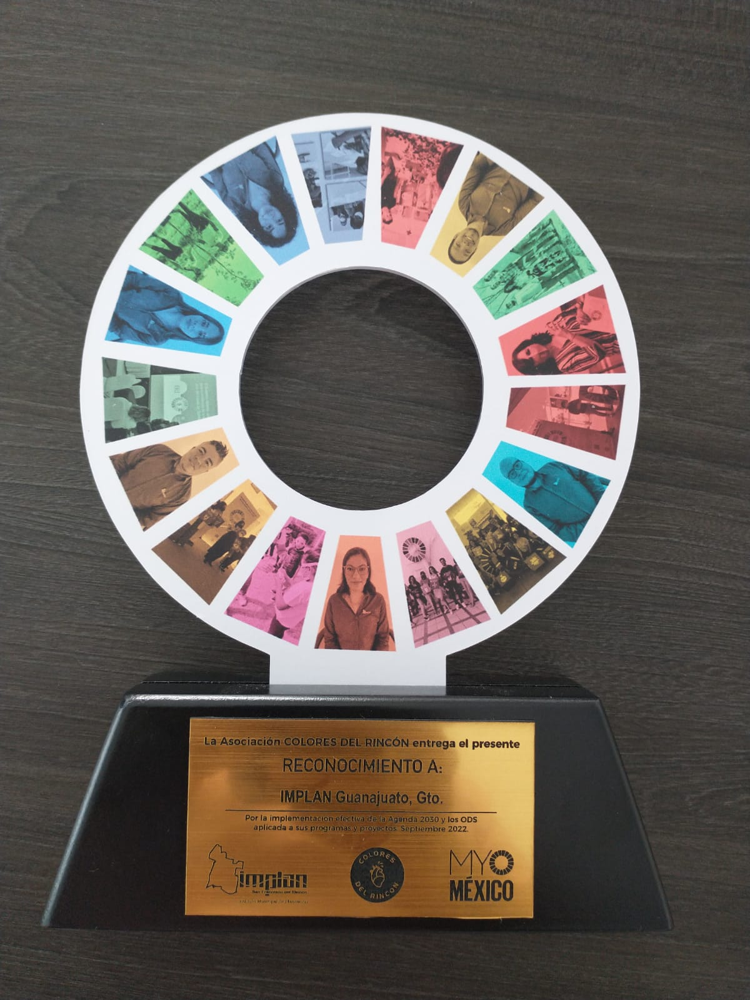 La Asociación COLORES DEL RINCÓN entrega el presente
RECONOCIMIENTO A:
IMPLAN Guanajuato, Gto.
Por la implementacion efectiva de la Agenda 2030 y los ODS
aplicada a sus programas y proyectos. Septiembre 2022.
implan
San Francisco del Rincón
Instituto Municipal de Planeación
COLORES
DEL RINCON
MYO
MÉXICO